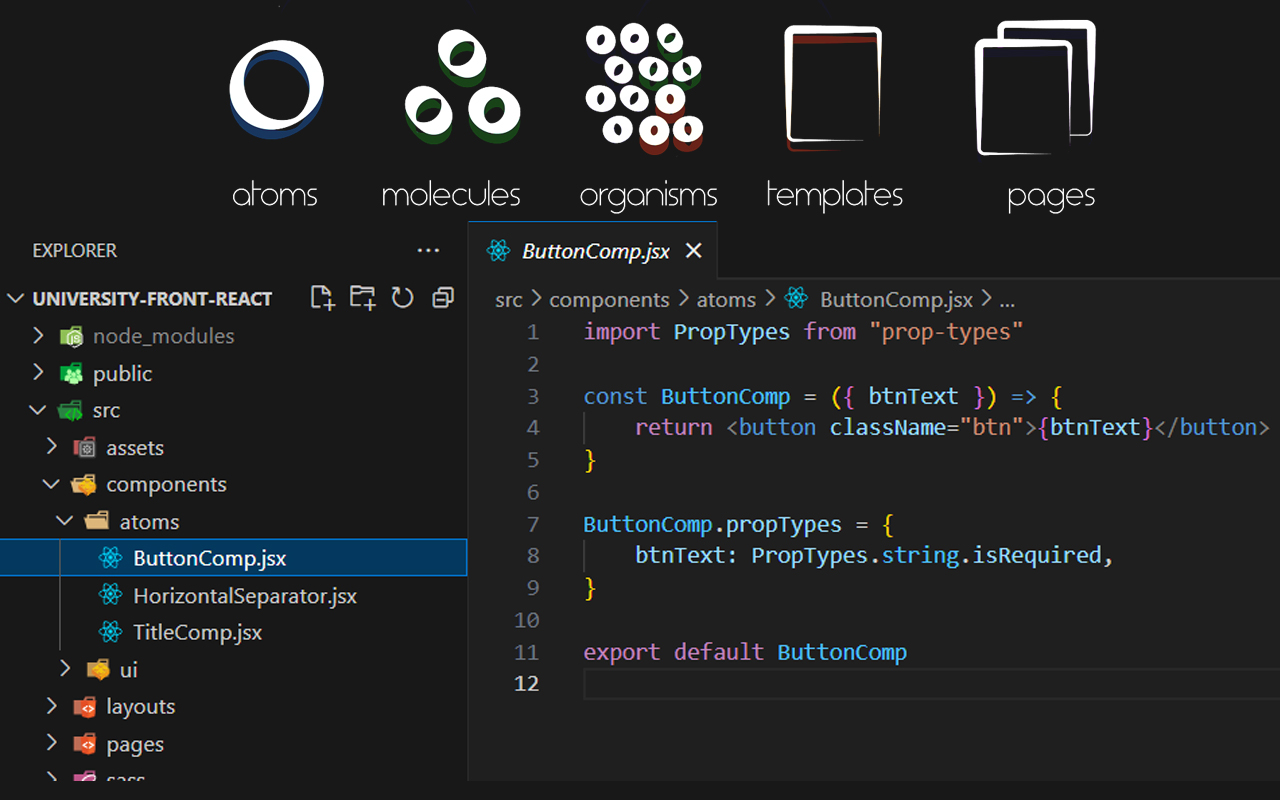 atoms molecules organisms templates pages
EXPLORER ...
UNIVERSITY-FRONT-REACT
node_modules
public
src
assets
components
atoms
ButtonComp.jsx
HorizontalSeparator.jsx
TitleComp.jsx
ui
layouts
pages
sass
ButtonComp.jsx
src > components > atoms > ButtonComp.jsx > ...
1 import PropTypes from "prop-types"
2
3 const ButtonComp = ({ btnText }) => {
4 return <button className="btn">{btnText}</button>
5 }
6
7 ButtonComp.propTypes = {
8 btnText: PropTypes.string.isRequired,
9 }
10
11 export default ButtonComp
12